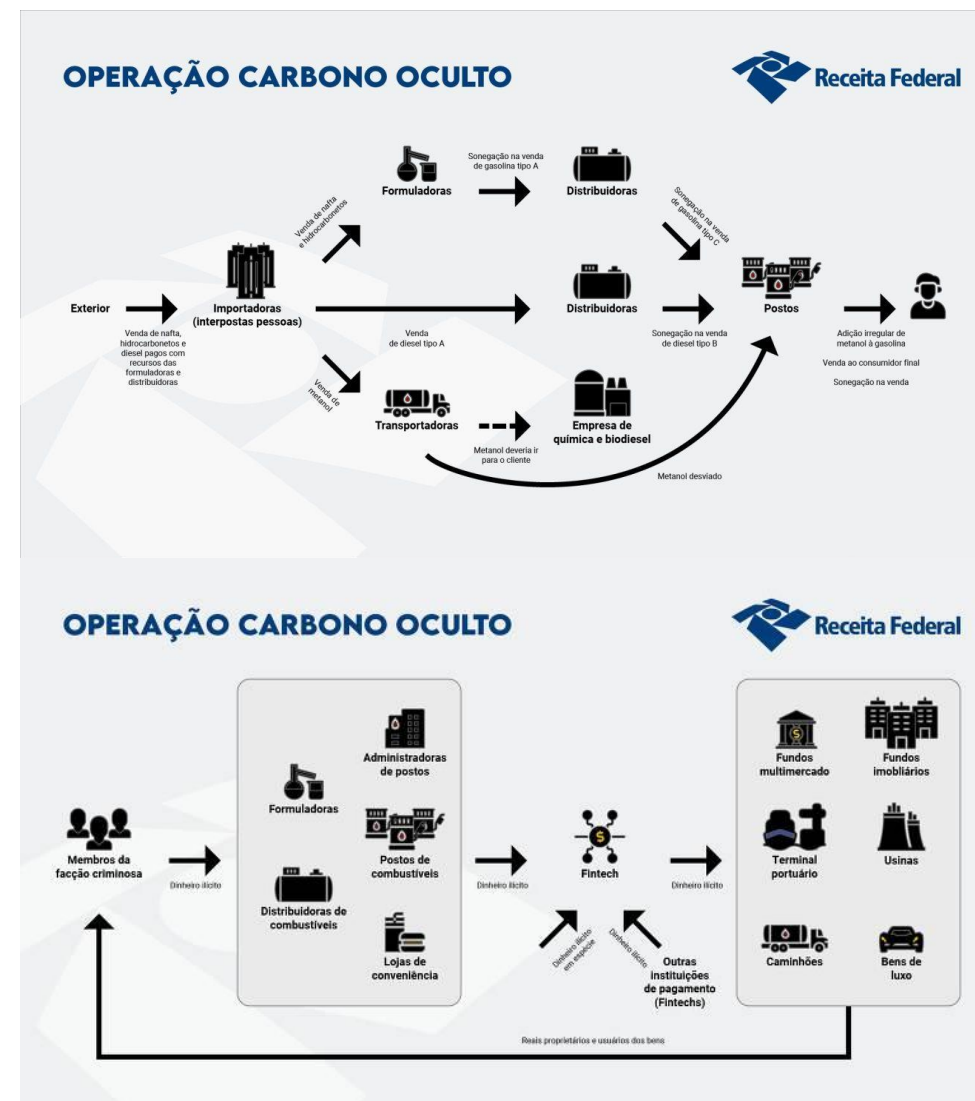 OPERAÇÃO CARBONO OCULTO
Receita Federal
Sonegação na venda
de gasolina tipo A
Formuladoras
Distribuidoras
Venda de nafta
e hidrocarbonetos
Sonegação na venda
de gasolina tipo C
Exterior
Importadoras
(interpostas pessoas)
Distribuidoras
Postos
Venda de nafta,
hidrocarbonetos e
diesel pagos com
recursos das
formuladoras e
distribuidoras
Venda
de diesel tipo A
Sonegação na venda
de diesel tipo B
Adição irregular de
metanol à gasolina
Venda ao consumidor final
Sonegação na venda
Venda de
metanol
Transportadoras
Empresa de
química e biodiesel
Metanol deveria ir
para o cliente
Metanol desviado
OPERAÇÃO CARBONO OCULTO
Receita Federal
Administradoras
de postos
Formuladoras
Postos de
combustíveis
Distribuidoras de
combustíveis
Lojas de
conveniência
Membros da
facção criminosa
Dinheiro ilícito
Dinheiro ilícito
Fintech
Dinheiro ilícito
Dinheiro ilícito
em espécie
Dinheiro ilícito
Outras
instituições
de pagamento
(Fintechs)
Fundos
multimercado
Fundos
imobliários
Terminal
portuário
Usinas
Caminhões
Bens de
luxo
Reais proprietários e usuários dos bens